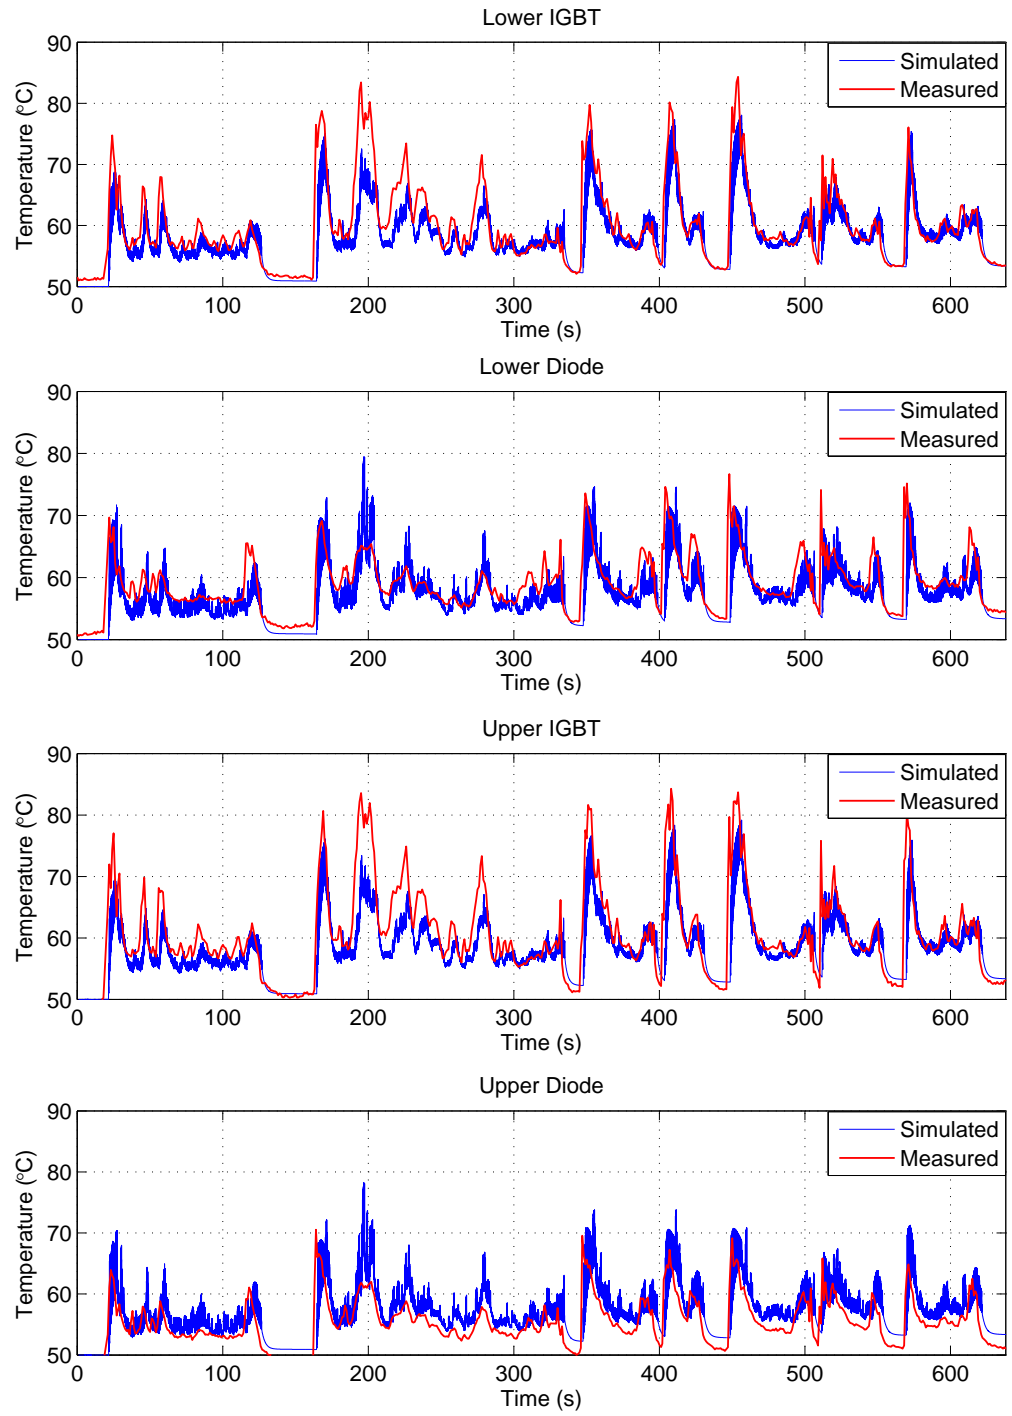 Lower IGBT
90
80
70
60
50
Temperature (°C)
Simulated
Measured
0 100 200 300 400 500 600
Time (s)
Lower Diode
90
80
70
60
50
Temperature (°C)
Simulated
Measured
0 100 200 300 400 500 600
Time (s)
Upper IGBT
90
80
70
60
50
Temperature (°C)
Simulated
Measured
0 100 200 300 400 500 600
Time (s)
Upper Diode
90
80
70
60
50
Temperature (°C)
Simulated
Measured
0 100 200 300 400 500 600
Time (s)